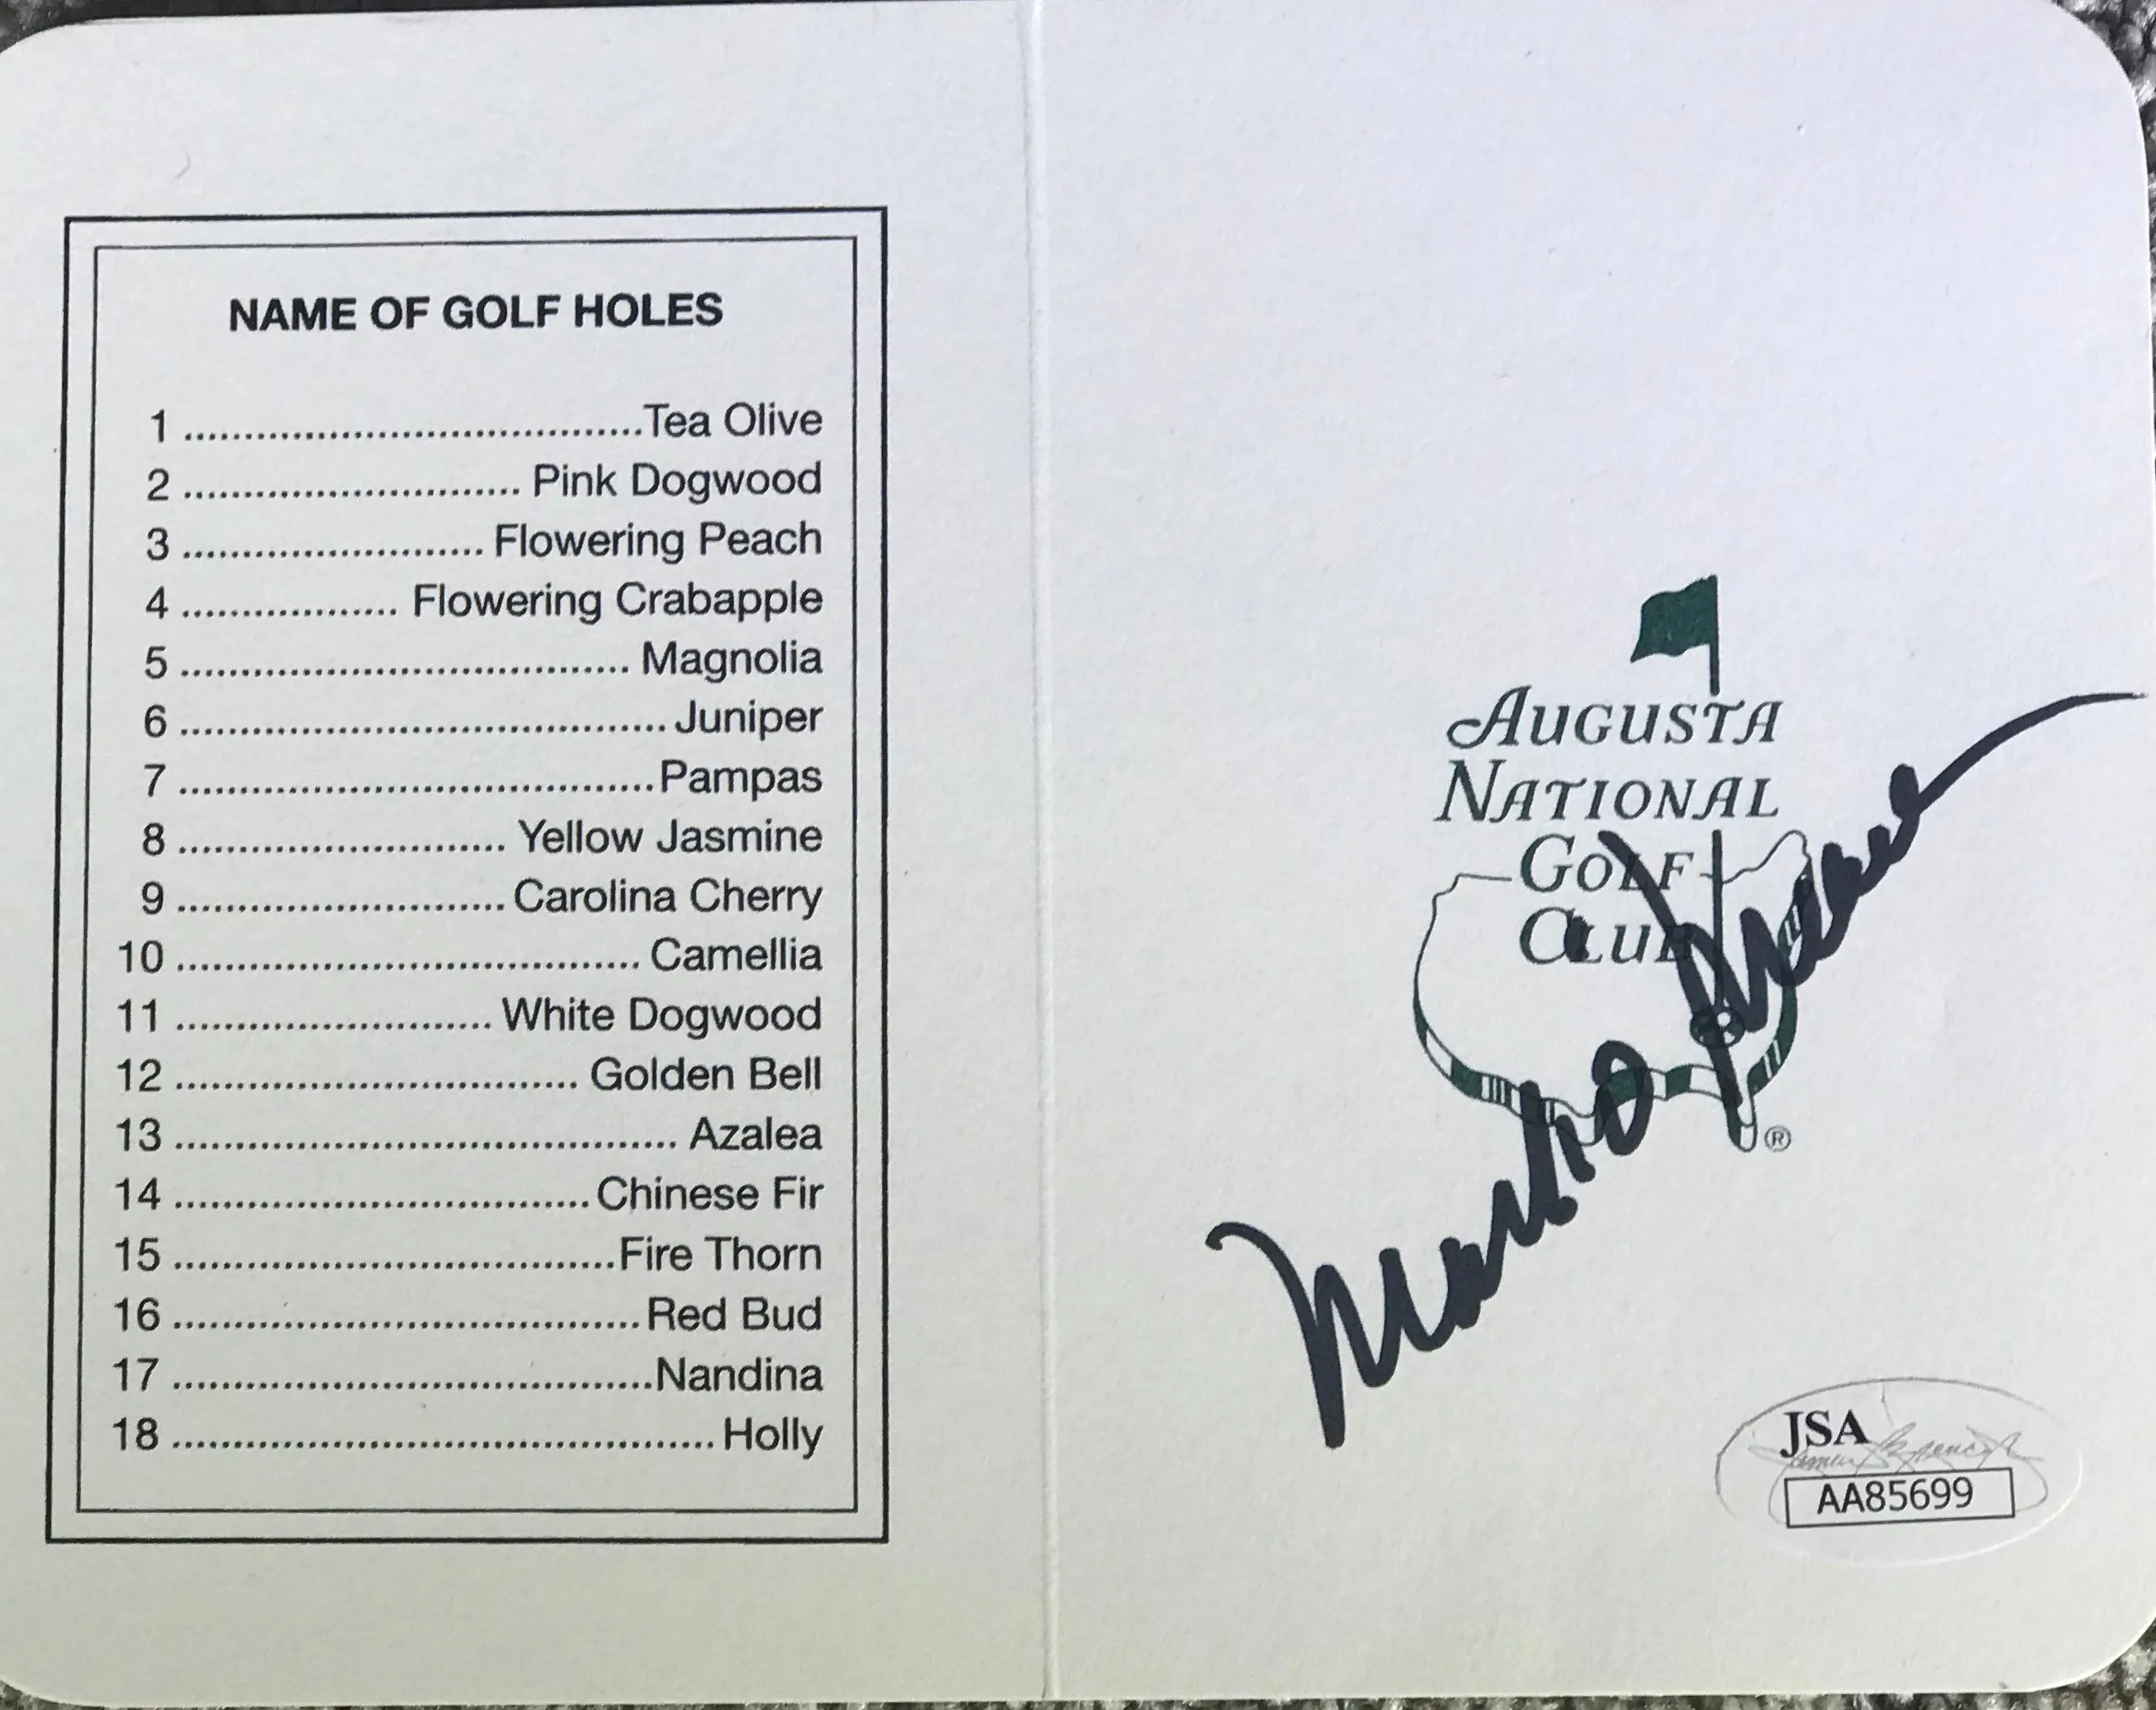 NAME OF GOLF HOLES
1 ......................................Tea Olive
2 ............................ Pink Dogwood
3 ......................... Flowering Peach
4 .................. Flowering Crabapple
5 ..................................... Magnolia
6 ........................................ Juniper
7 .......................................Pampas
8 ........................... Yellow Jasmine
9 ........................... Carolina Cherry
10 ...................................... Camellia
11 .......................... White Dogwood
12 ................................. Golden Bell
13 ......................................... Azalea
14 ..................................Chinese Fir
15 ....................................Fire Thorn
16 ...................................... Red Bud
17 .......................................Nandina
18 ............................................ Holly
AUGUSTA
NATIONAL
GOLF
CLUB
®
JSA
AA85699